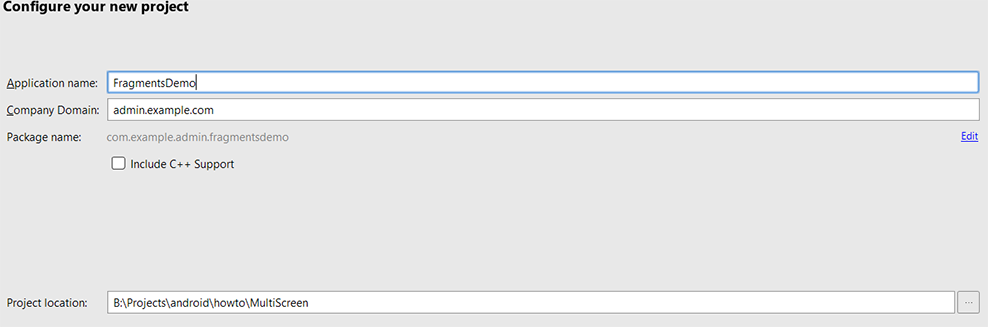 Configure your new project
Application name: FragmentsDemo
Company Domain: admin.example.com
Package name: com.example.admin.fragmentsdemo Edit
Include C++ Support
Project location: B:\Projects\android\howto\MultiScreen ...